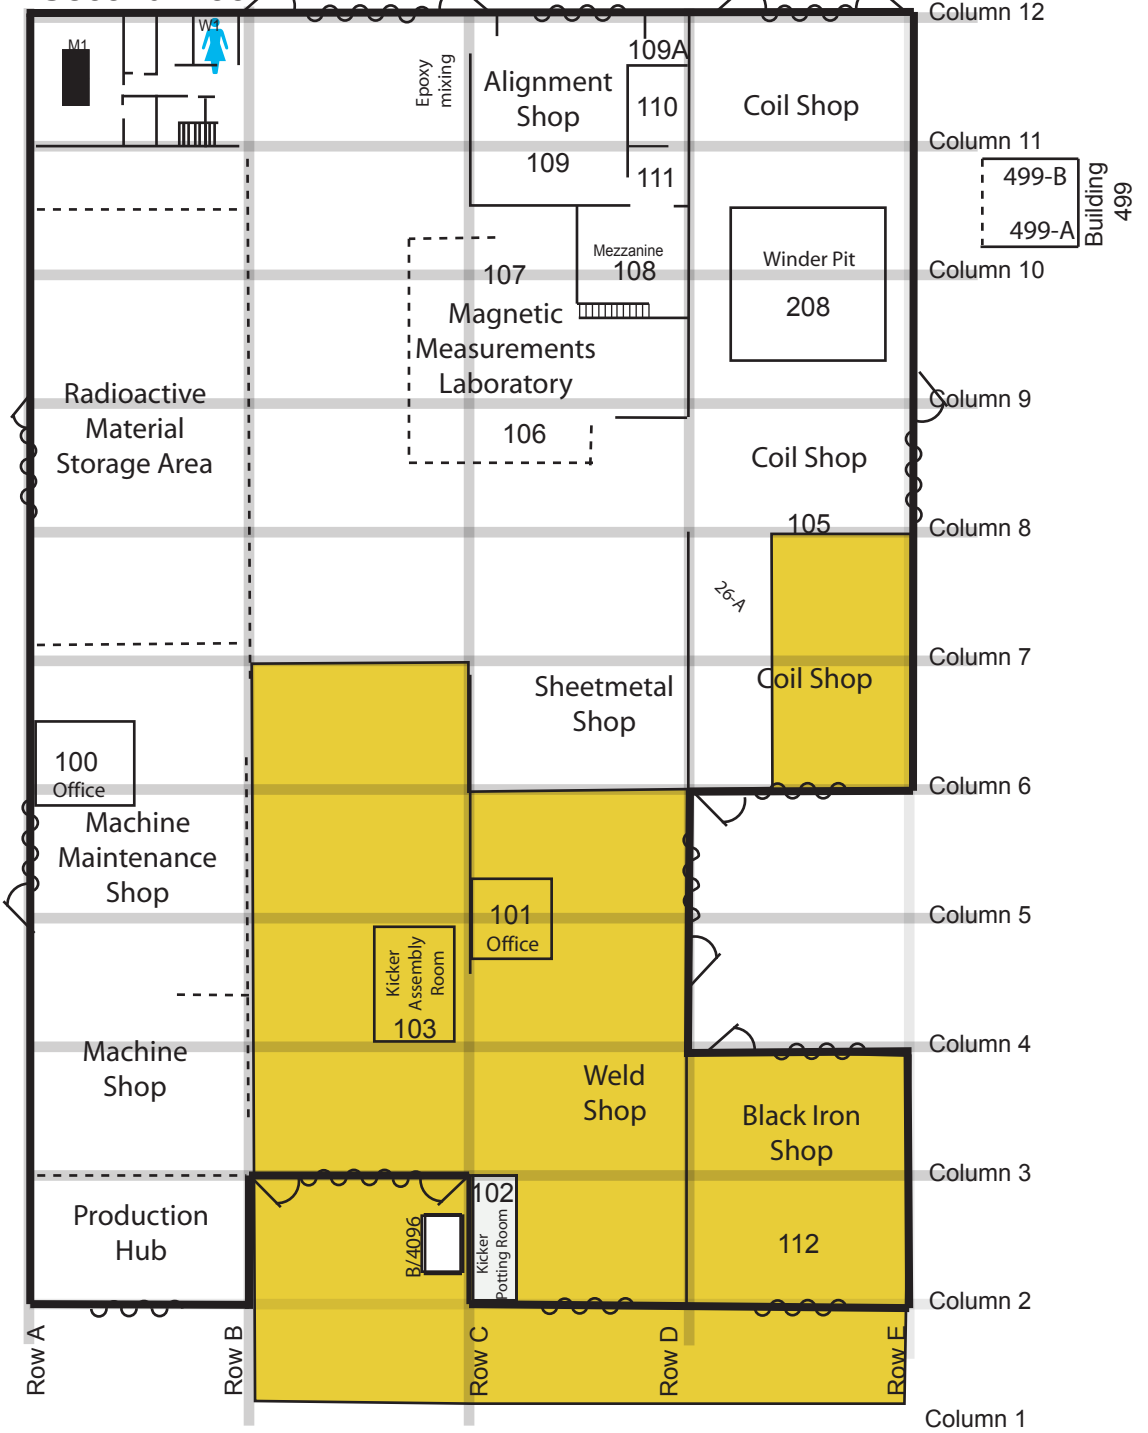 Column 12
W1
M1
109A
Epoxy
mixing
Alignment
Shop
110
Coil Shop
Column 11
109
111
499-B
499-A
Building
499
Mezzanine
108
107
Winder Pit
208
Column 10
Magnetic
Measurements
Laboratory
106
Radioactive
Material
Storage Area
Column 9
Coil Shop
105
Column 8
26-A
Column 7
Coil Shop
Sheetmetal
Shop
100
Office
Column 6
Machine
Maintenance
Shop
101
Office
Column 5
Kicker
Assembly
Room
103
Column 4
Machine
Shop
Weld
Shop
Black Iron
Shop
Column 3
102
Kicker
Potting Room
Production
Hub
B/4096
112
Column 2
Row A
Row B
Row C
Row D
Row E
Column 1